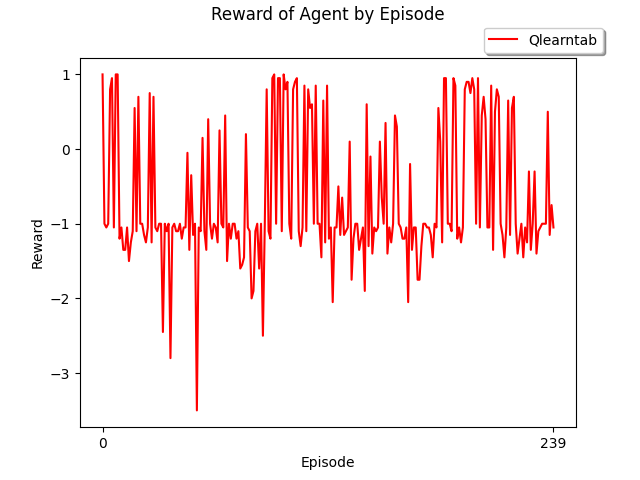 Reward of Agent by Episode
Qlearntab
1
0
−1
−2
−3
Reward
0
239
Episode